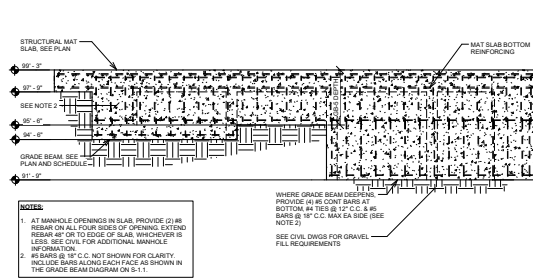 STRUCTURAL MAT
SLAB, SEE PLAN
MAT SLAB BOTTOM
REINFORCING
99' - 3"
97' - 9"
SEE NOTE 2
95' - 6"
94' - 6"
GRADE BEAM. SEE
PLAN AND SCHEDULE
91' - 9"
WHERE GRADE BEAM DEEPENS,
PROVIDE (4) #5 CONT BARS AT
BOTTOM, #4 TIES @ 12" C.C. & #5
BARS @ 18" C.C. MAX EA SIDE (SEE
NOTE 2)
SEE CIVIL DWGS FOR GRAVEL
FILL REQUIREMENTS
NOTES:
1. AT MANHOLE OPENINGS IN SLAB, PROVIDE (2) #8
REBAR ON ALL FOUR SIDES OF OPENING. EXTEND
REBAR 48" OR TO EDGE OF SLAB, WHICHEVER IS
LESS. SEE CIVIL FOR ADDITIONAL MANHOLE
INFORMATION.
2. #5 BARS @ 18" C.C. NOT SHOWN FOR CLARITY.
INCLUDE BARS ALONG EACH FACE AS SHOWN IN
THE GRADE BEAM DIAGRAM ON S-1.1.